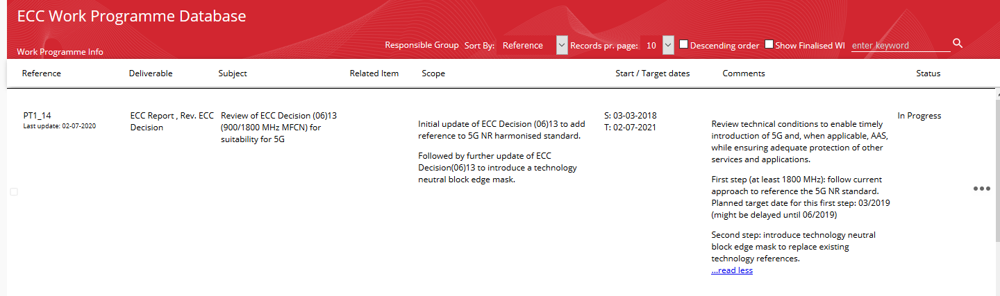 ECC Work Programme Database
Work Programme Info
Responsible Group Sort By: Reference Records pr. page: 10 Descending order Show Finalised WI enter keyword
Reference Deliverable Subject Related Item Scope Start / Target dates Comments Status
PT1_14
Last update: 02-07-2020
ECC Report , Rev. ECC
Decision
Review of ECC Decision (06)13
(900/1800 MHz MFCN) for
suitability for 5G
Initial update of ECC Decision (06)13 to add
reference to 5G NR harmonised standard.
Followed by further update of ECC
Decision(06)13 to introduce a technology
neutral block edge mask.
S: 03-03-2018
T: 02-07-2021
Review technical conditions to enable timely
introduction of 5G and, when applicable, AAS,
while ensuring adequate protection of other
services and applications.
First step (at least 1800 MHz): follow current
approach to reference the 5G NR standard.
Planned target date for this first step: 03/2019
(might be delayed until 06/2019)
Second step: introduce technology neutral
block edge mask to replace existing
technology references.
...read less
In Progress